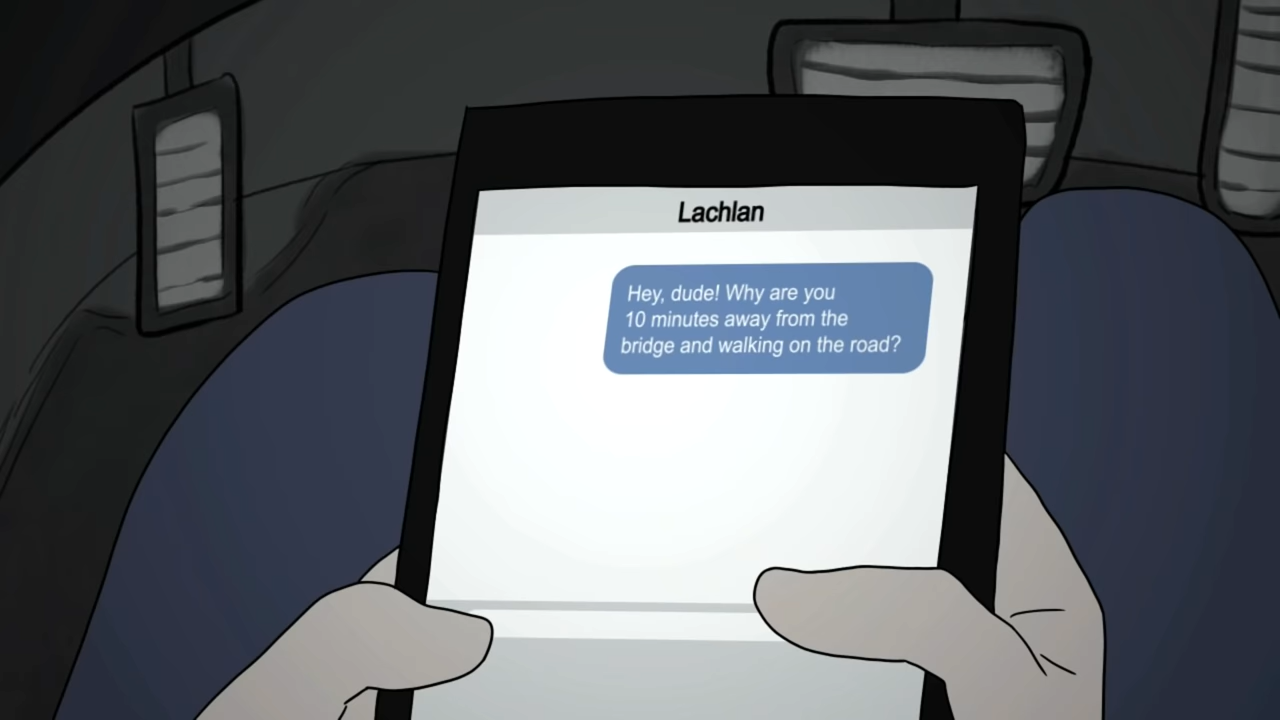 Lachlan
Hey, dude! Why are you
10 minutes away from the
bridge and walking on the road?